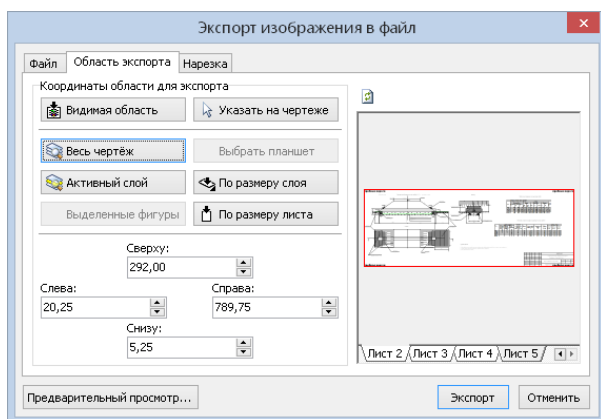 Экспорт изображения в файл
Файл Область экспорта Нарезка
Координаты области для экспорта
Видимая область Указать на чертеже
Весь чертёж Выбрать планшет
Активный слой По размеру слоя
Выделенные фигуры По размеру листа
Сверху:
292,00
Слева: Справа:
20,25 789,75
Снизу:
5,25
Лист 2 Лист 3 Лист 4 Лист 5
Предварительный просмотр... Экспорт Отменить